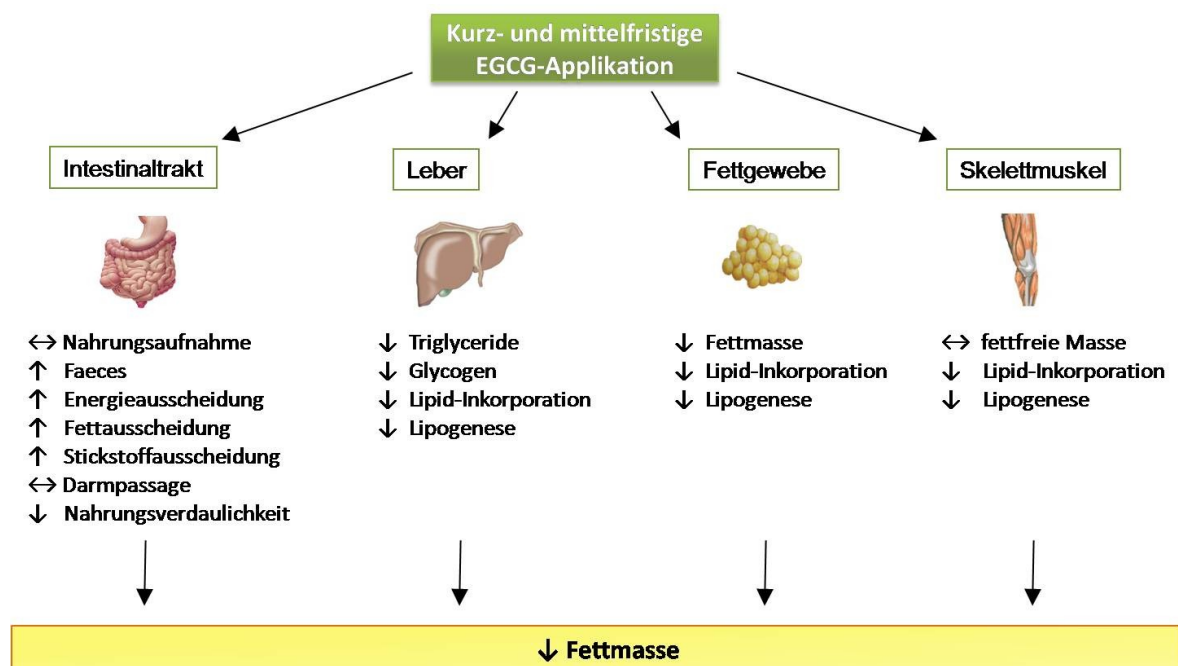 Kurz- und mittelfristige
EGCG-Applikation
Intestinaltrakt
↔ Nahrungsaufnahme
↑ Faeces
↑ Energieausscheidung
↑ Fettausscheidung
↑ Stickstoffausscheidung
↔ Darmpassage
↓ Nahrungsverdaulichkeit
Leber
↓ Triglyceride
↓ Glycogen
↓ Lipid-Inkorporation
↓ Lipogenese
Fettgewebe
↓ Fettmasse
↓ Lipid-Inkorporation
↓ Lipogenese
Skelettmuskel
↔ fettfreie Masse
↓ Lipid-Inkorporation
↓ Lipogenese
↓ Fettmasse